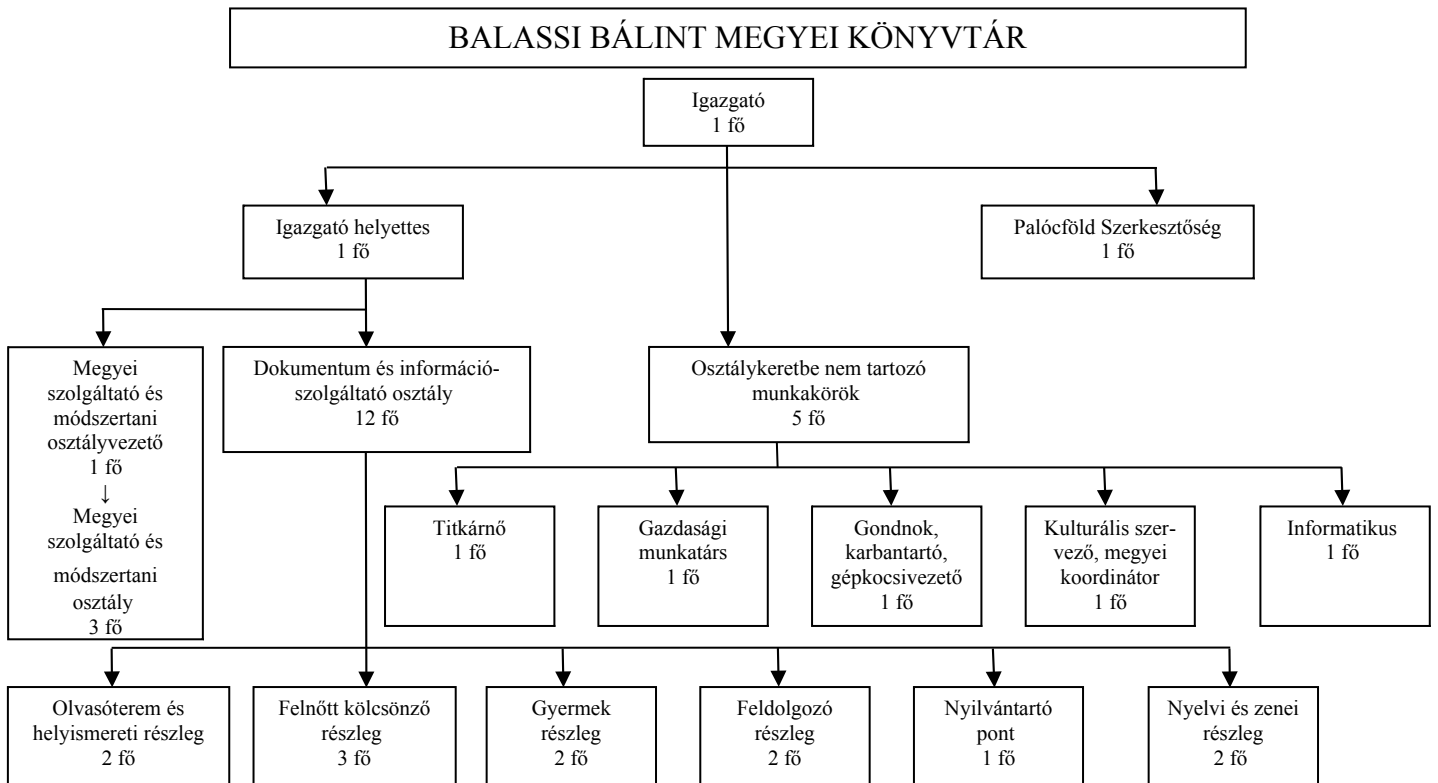 BALASSI BÁLINT MEGYEI KÖNYVTÁR
Igazgató
1 fő
Igazgató helyettes
1 fő
Palócföld Szerkesztőség
1 fő
Megyei
szolgáltató és
módszertani
osztályvezető
1 fő
↓
Megyei
szolgáltató és
módszertani
osztály
3 fő
Dokumentum és információ-
szolgáltató osztály
12 fő
Osztálykeretbe nem tartozó
munkakörök
5 fő
Titkárnő
1 fő
Gazdasági
munkatárs
1 fő
Gondnok,
karbantartó,
gépkocsivezető
1 fő
Kulturális szer-
vező, megyei
koordinátor
1 fő
Informatikus
1 fő
Olvasóterem és
helyismereti részleg
2 fő
Felnőtt kölcsönző
részleg
3 fő
Gyermek
részleg
2 fő
Feldolgozó
részleg
2 fő
Nyilvántartó
pont
1 fő
Nyelvi és zenei
részleg
2 fő